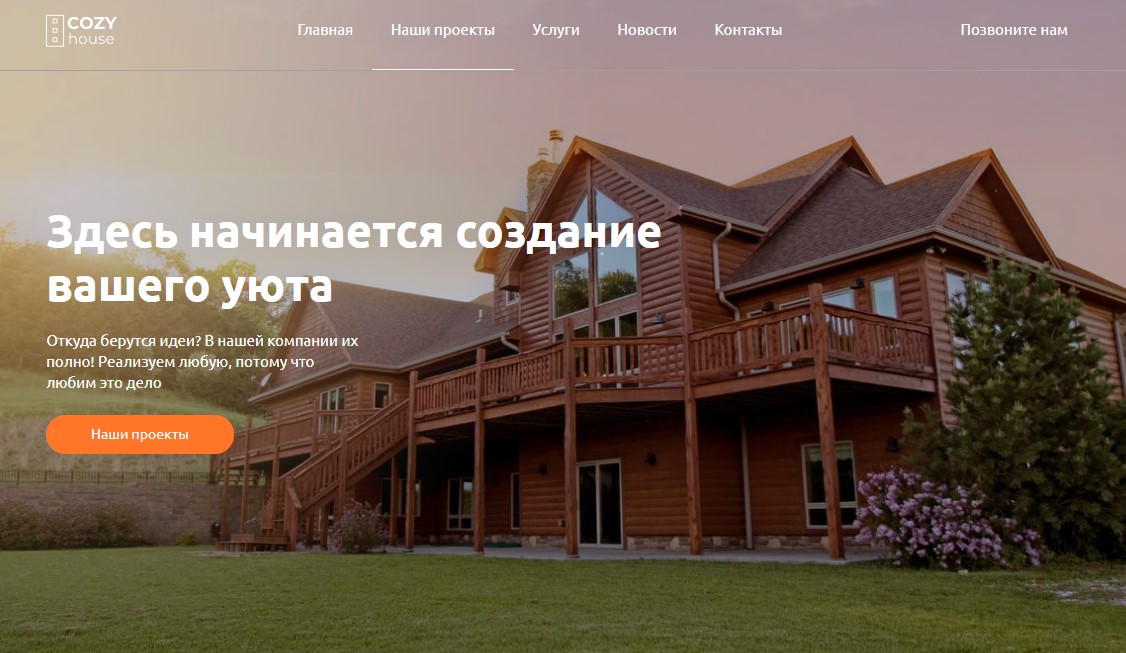 COZY
house
Главная Наши проекты Услуги Новости Контакты Позвоните нам
Здесь начинается создание
вашего уюта
Откуда берутся идеи? В нашей компании их
полно! Реализуем любую, потому что
любим это дело
Наши проекты